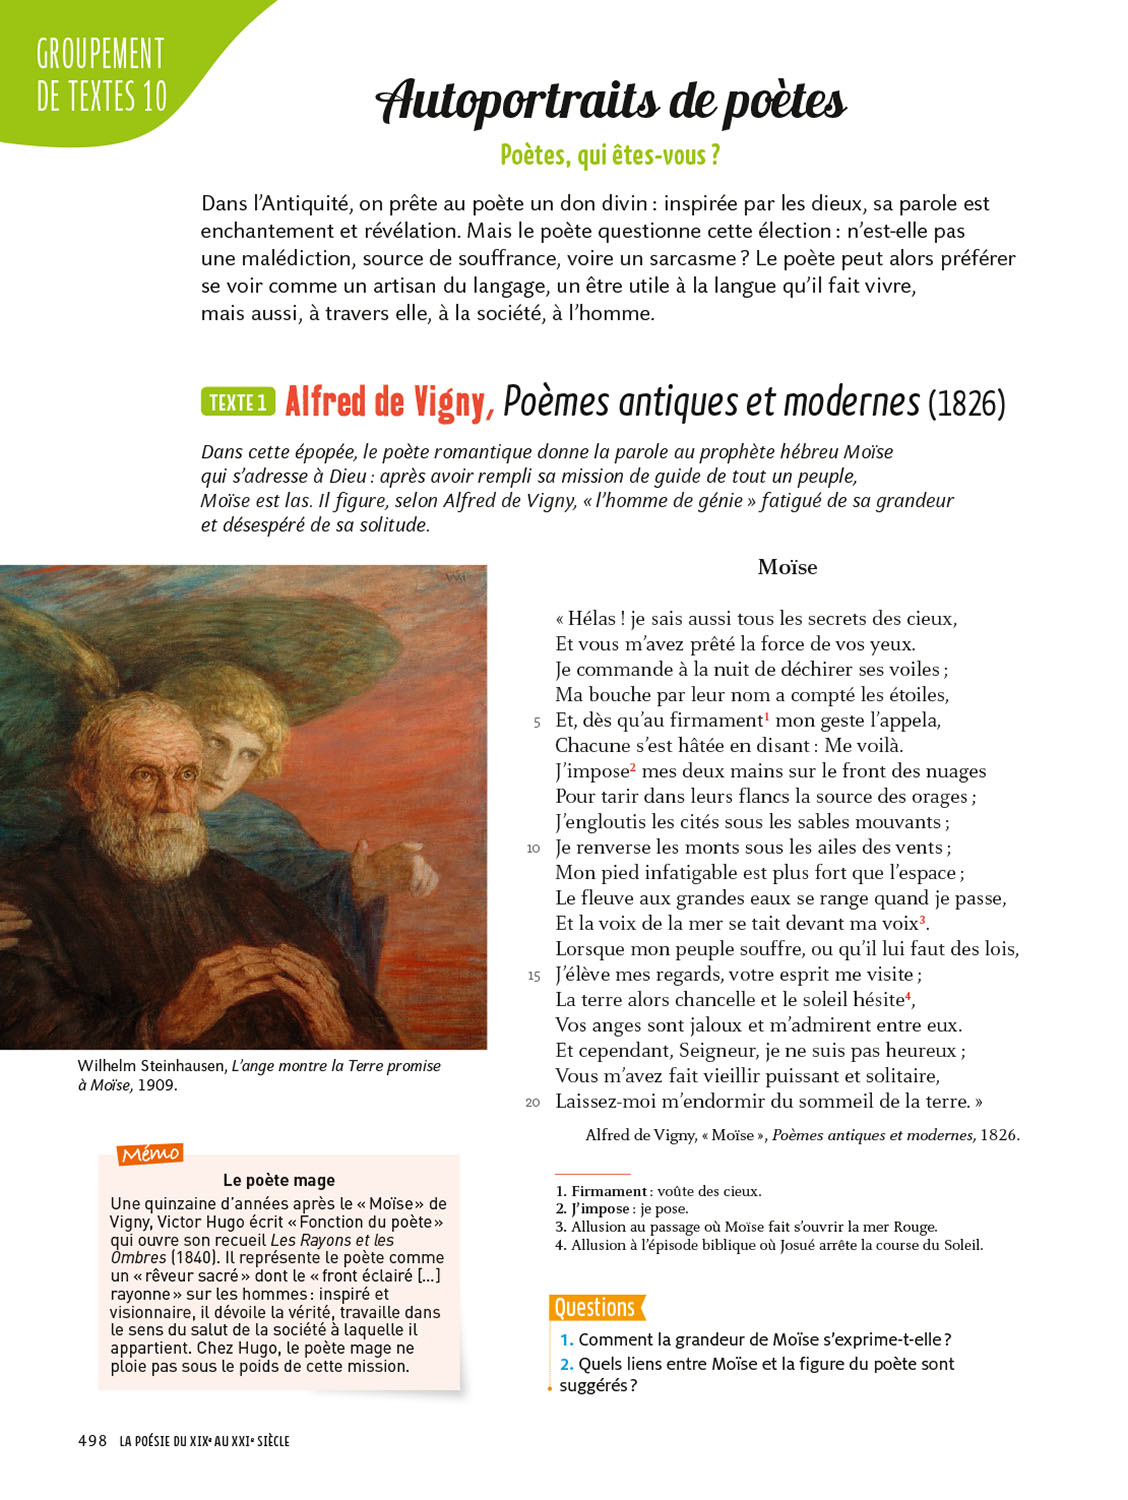 GROUPEMENT
DE TEXTES 10
Autoportraits de poètes
Poètes, qui êtes-vous ?
Dans l’Antiquité, on prête au poète un don divin : inspirée par les dieux, sa parole est
enchantement et révélation. Mais le poète questionne cette élection : n’est-elle pas
une malédiction, source de souffrance, voire un sarcasme ? Le poète peut alors préférer
se voir comme un artisan du langage, un être utile à la langue qu’il fait vivre,
mais aussi, à travers elle, à la société, à l’homme.
TEXTE 1 Alfred de Vigny, Poèmes antiques et modernes (1826)
Dans cette épopée, le poète romantique donne la parole au prophète hébreu Moïse
qui s’adresse à Dieu : après avoir rempli sa mission de guide de tout un peuple,
Moïse est las. Il figure, selon Alfred de Vigny, « l’homme de génie » fatigué de sa grandeur
et désespéré de sa solitude.
Moïse
« Hélas ! je sais aussi tous les secrets des cieux,
Et vous m’avez prêté la force de vos yeux.
Je commande à la nuit de déchirer ses voiles ;
Ma bouche par leur nom a compté les étoiles,
5 Et, dès qu’au firmament1 mon geste l’appela,
Chacune s’est hâtée en disant : Me voilà.
J’impose2 mes deux mains sur le front des nuages
Pour tarir dans leurs flancs la source des orages ;
J’engloutis les cités sous les sables mouvants ;
10 Je renverse les monts sous les ailes des vents ;
Mon pied infatigable est plus fort que l’espace ;
Le fleuve aux grandes eaux se range quand je passe,
Et la voix de la mer se tait devant ma voix3.
Lorsque mon peuple souffre, ou qu’il lui faut des lois,
15 J’élève mes regards, votre esprit me visite ;
La terre alors chancelle et le soleil hésite4,
Vos anges sont jaloux et m’admirent entre eux.
Et cependant, Seigneur, je ne suis pas heureux ;
Vous m’avez fait vieillir puissant et solitaire,
20 Laissez-moi m’endormir du sommeil de la terre. »
Alfred de Vigny, « Moïse », Poèmes antiques et modernes, 1826.
Wilhelm Steinhausen, L’ange montre la Terre promise
à Moïse, 1909.
Mémo
Le poète mage
Une quinzaine d’années après le « Moïse » de
Vigny, Victor Hugo écrit « Fonction du poète »
qui ouvre son recueil Les Rayons et les
Ombres (1840). Il représente le poète comme
un « rêveur sacré » dont le « front éclairé [...]
rayonne » sur les hommes : inspiré et
visionnaire, il dévoile la vérité, travaille dans
le sens du salut de la société à laquelle il
appartient. Chez Hugo, le poète mage ne
ploie pas sous le poids de cette mission.
1. Firmament : voûte des cieux.
2. J’impose : je pose.
3. Allusion au passage où Moïse fait s’ouvrir la mer Rouge.
4. Allusion à l’épisode biblique où Josué arrête la course du Soleil.
Questions
1. Comment la grandeur de Moïse s’exprime-t-elle ?
2. Quels liens entre Moïse et la figure du poète sont
suggérés ?
498 LA POÉSIE DU XIXe AU XXIe SIÈCLE